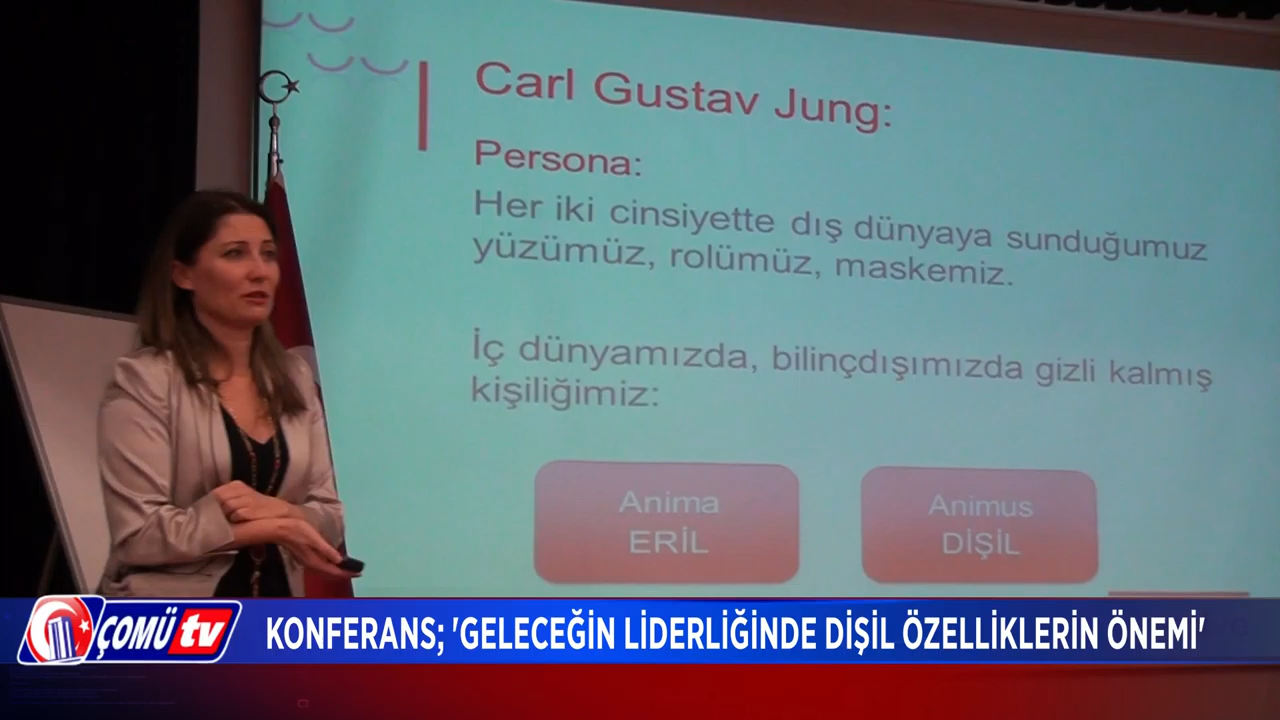 Carl Gustav Jung:
Persona:
Her iki cinsiyette dış dünyaya sunduğumuz
yüzümüz, rolümüz, maskemiz.
İç dünyamızda, bilinçdışımızda gizli kalmış
kişiliğimiz:
Anima
ERİL
Animus
DİŞİL
ÇOMÜ tv
KONFERANS; 'GELECEĞİN LİDERLİĞİNDE DİŞİL ÖZELLİKLERİN ÖNEMİ'